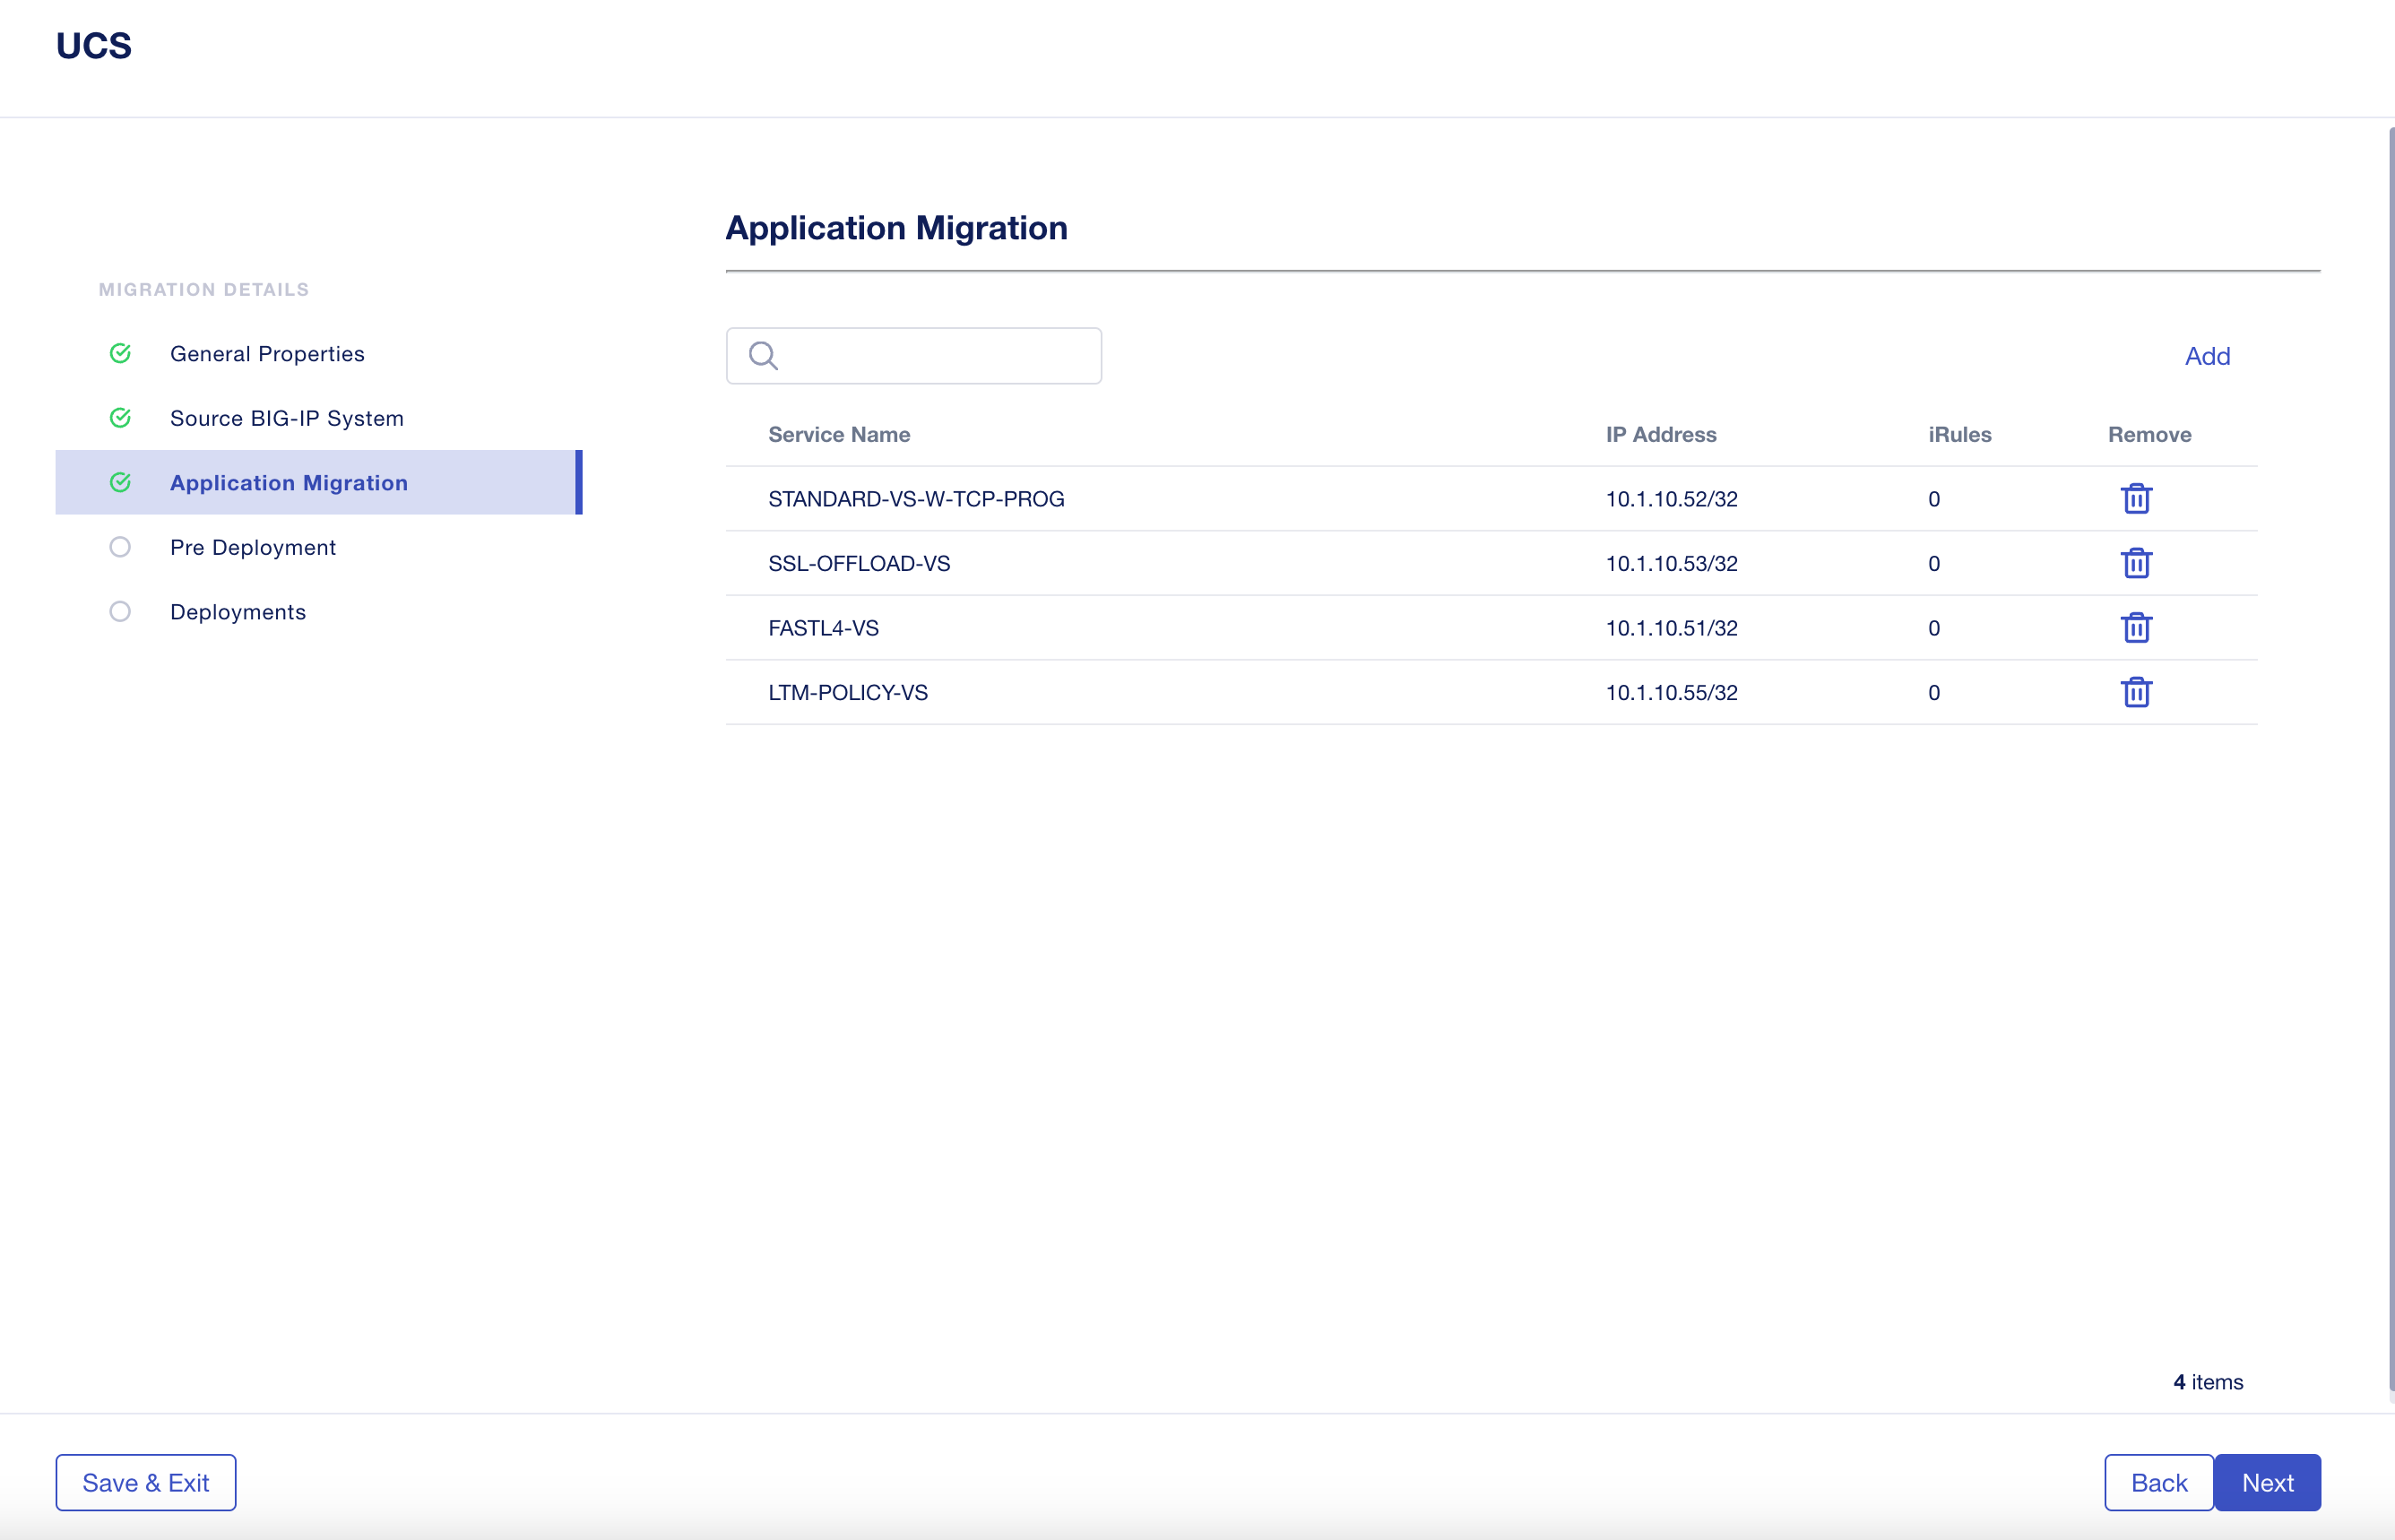 UCS
MIGRATION DETAILS
General Properties
Source BIG-IP System
Application Migration
Pre Deployment
Deployments
Application Migration
Add
Service Name IP Address iRules Remove
STANDARD-VS-W-TCP-PROG 10.1.10.52/32 0
SSL-OFFLOAD-VS 10.1.10.53/32 0
FASTL4-VS 10.1.10.51/32 0
LTM-POLICY-VS 10.1.10.55/32 0
4 items
Save & Exit Back Next